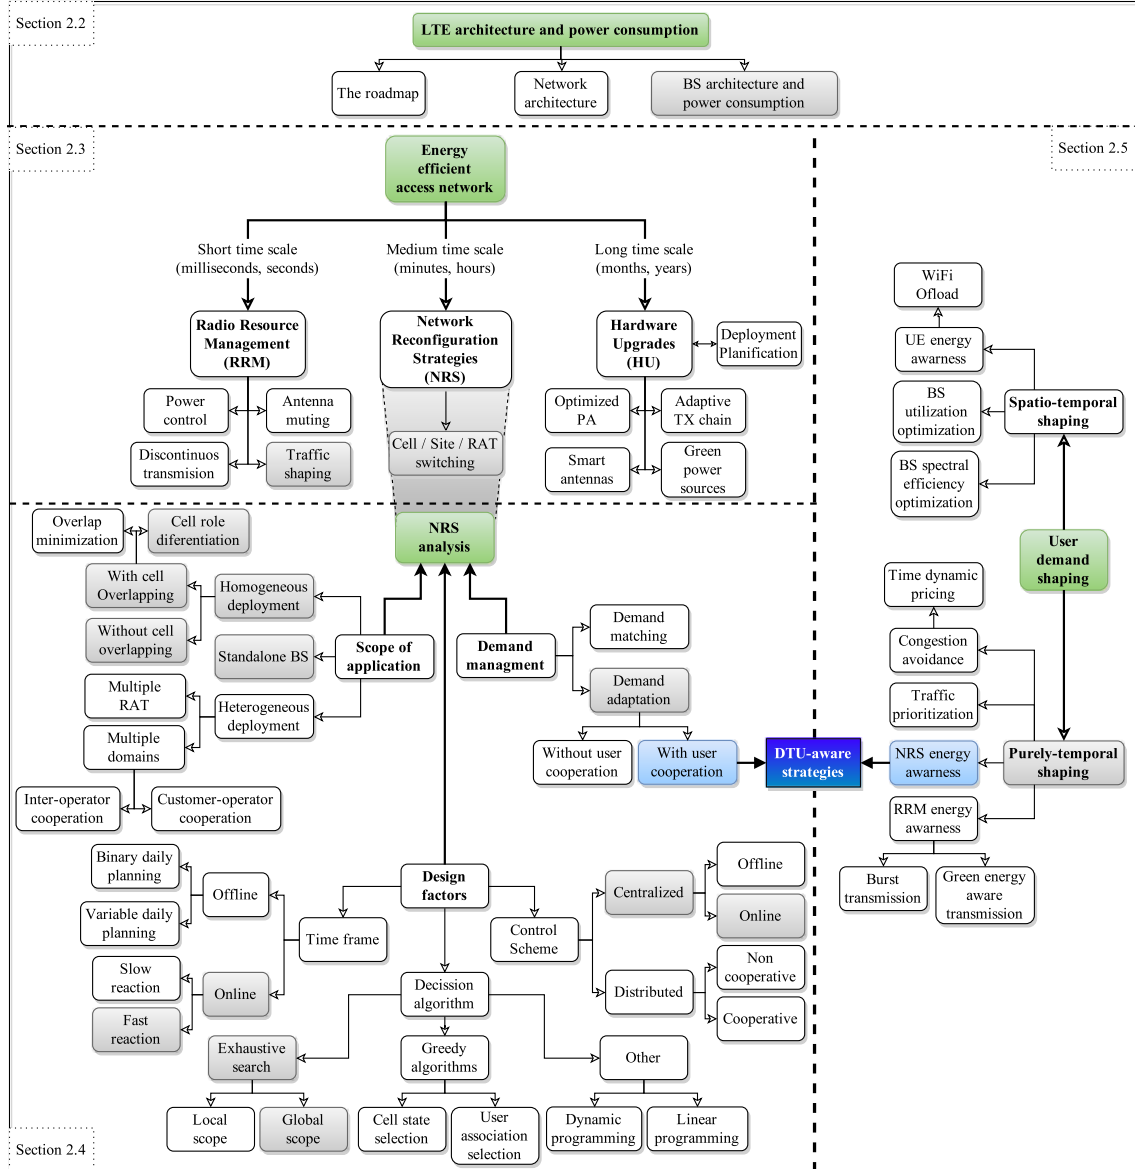 Section 2.2
LTE architecture and power consumption
The roadmap
Network
architecture
BS architecture and
power consumption
Section 2.3
Section 2.5
Energy
efficient
access network
Short time scale
(milliseconds, seconds)
Medium time scale
(minutes, hours)
Long time scale
(months, years)
Radio Resource
Management
(RRM)
Network
Reconfiguration
Strategies
(NRS)
Hardware
Upgrades
(HU)
Deployment
Planification
Power
control
Antenna
muting
Discontinuos
transmision
Traffic
shaping
Cell / Site / RAT
switching
Optimized
PA
Adaptive
TX chain
Smart
antennas
Green
power
sources
WiFi
Ofload
UE energy
awarness
BS
utilization
optimization
BS spectral
efficiency
optimization
Spatio-temporal
shaping
User
demand
shaping
Time dynamic
pricing
Congestion
avoidance
Traffic
prioritization
NRS energy
awarness
Purely-temporal
shaping
RRM energy
awarness
Burst
transmission
Green energy
aware
transmission
NRS
analysis
Overlap
minimization
Cell role
diferentiation
With cell
Overlapping
Without cell
overlapping
Homogeneous
deployment
Standalone BS
Scope of
application
Multiple
RAT
Multiple
domains
Heterogeneous
deployment
Inter-operator
cooperation
Customer-operator
cooperation
Demand
managment
Demand
matching
Demand
adaptation
Without user
cooperation
With user
cooperation
DTU-aware
strategies
Design
factors
Binary daily
planning
Variable daily
planning
Offline
Time frame
Slow
reaction
Fast
reaction
Online
Control
Scheme
Centralized
Offline
Online
Distributed
Non
cooperative
Cooperative
Decission
algorithm
Exhaustive
search
Greedy
algorithms
Other
Local
scope
Global
scope
Cell state
selection
User
association
selection
Dynamic
programming
Linear
programming
Section 2.4